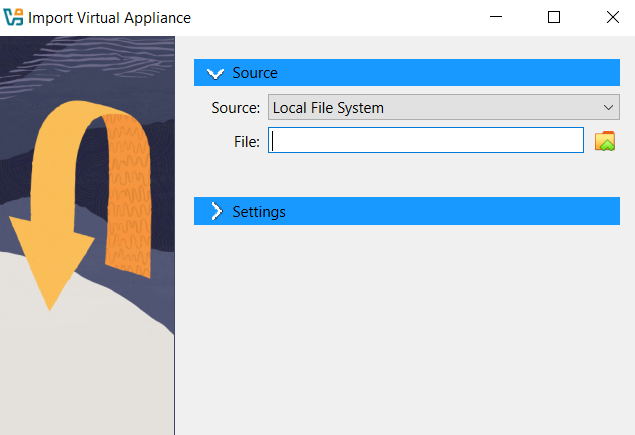 Import Virtual Appliance
Source
Source: Local File System
File:
Settings